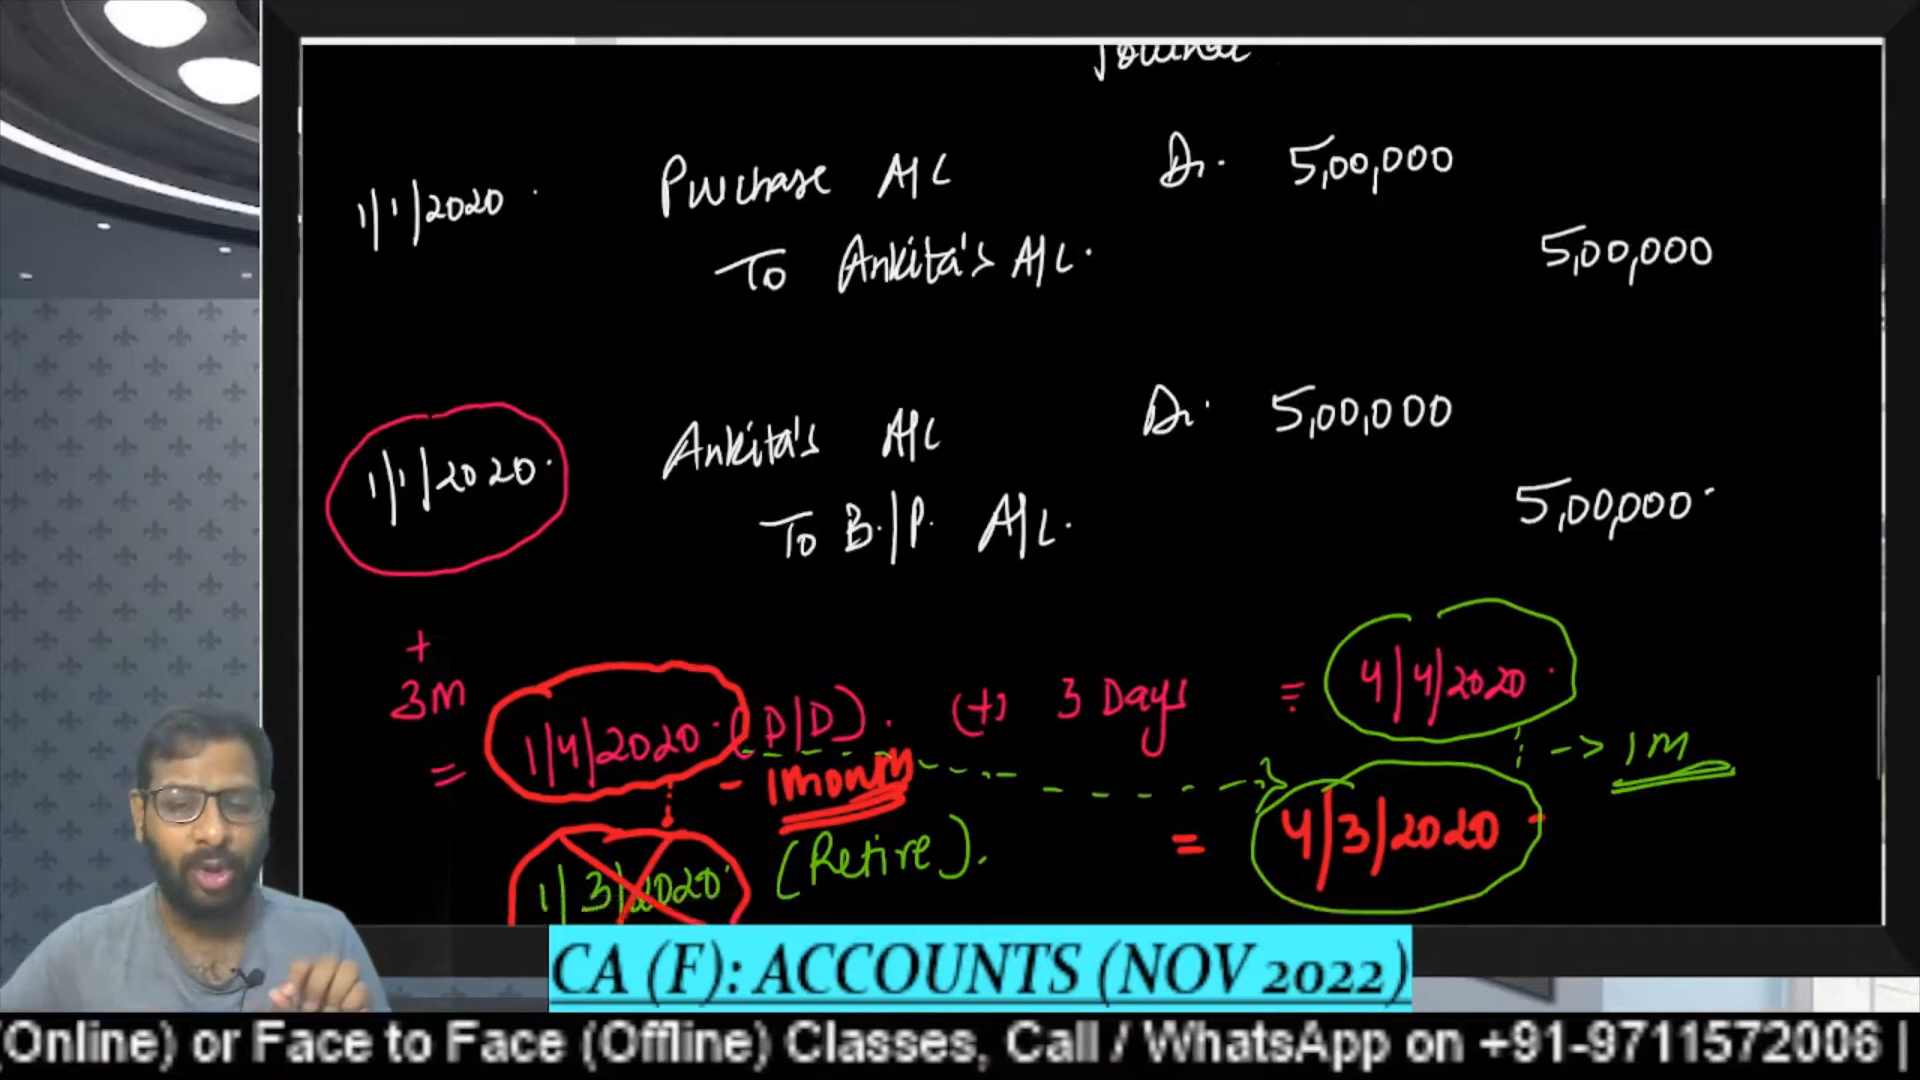 Journal
1/1/2020. Purchase A/C Dr. 5,00,000
To Ankita's A/C. 5,00,000
1/1/2020. Ankita's A/C Dr. 5,00,000
To B./P. A/C. 5,00,000.
+
3M
= 1/4/2020. (D/D). (+) 3 Days = 4/4/2020.
- 1 month -> 1M
= 4/3/2020
1/3/2020. (Retire).
CA (F): ACCOUNTS (NOV 2022)
(Online) or Face to Face (Offline) Classes, Call / WhatsApp on +91-9711572006 |